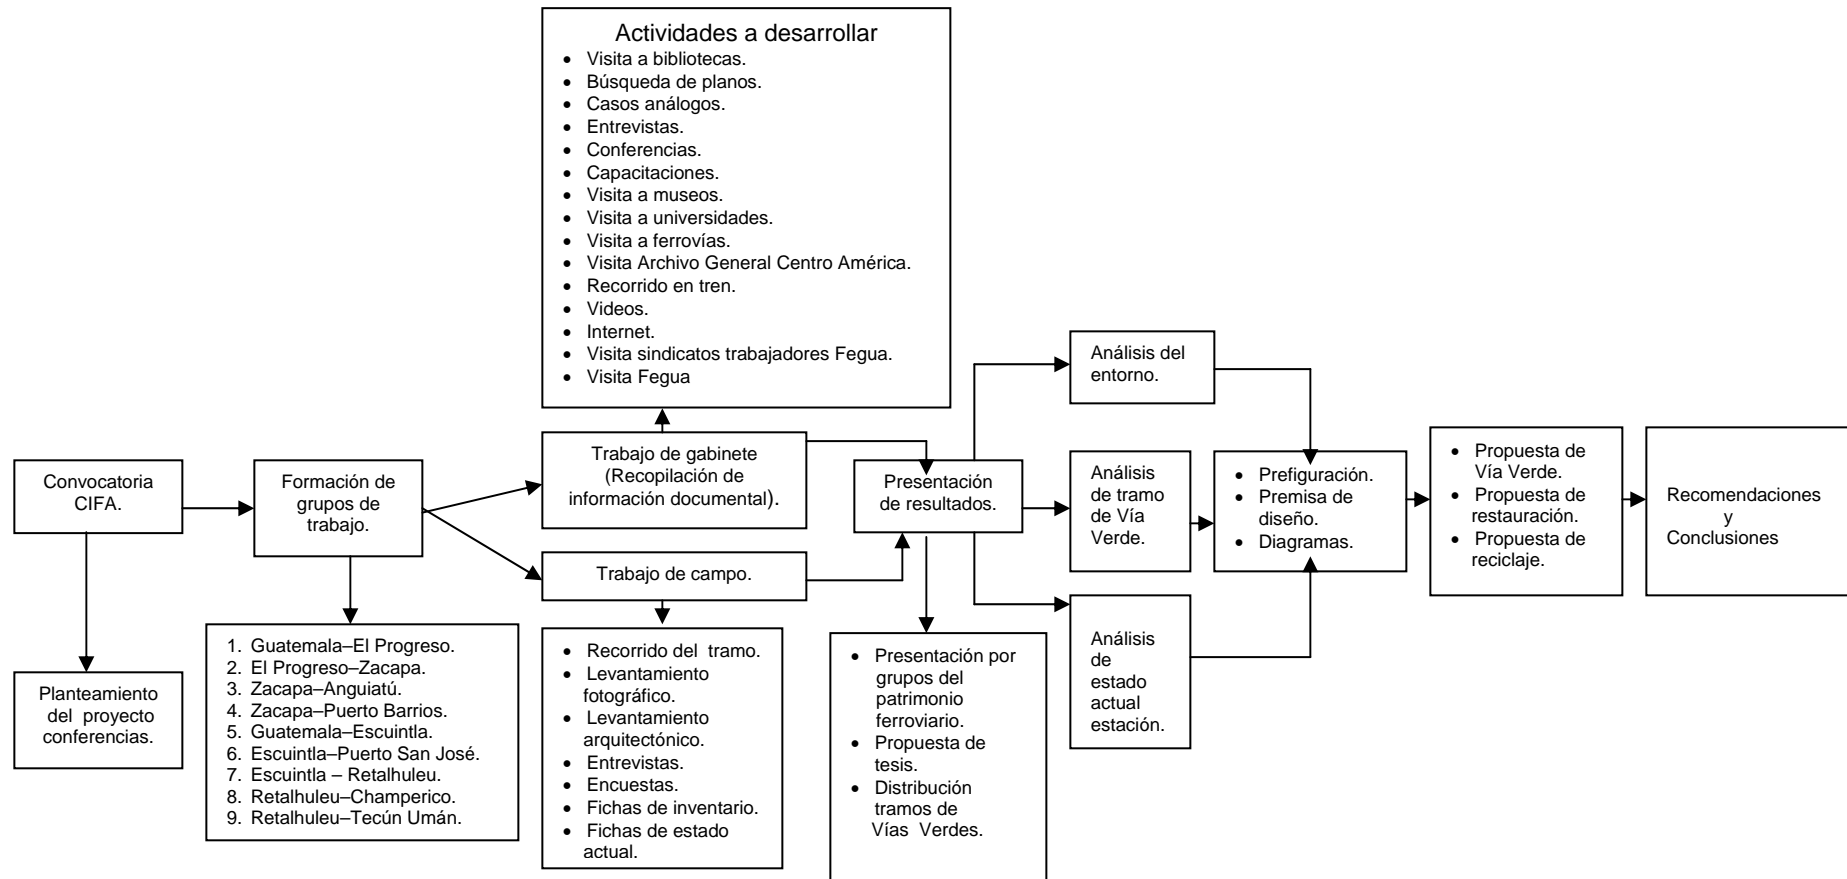 Actividades a desarrollar
• Visita a bibliotecas.
• Búsqueda de planos.
• Casos análogos.
• Entrevistas.
• Conferencias.
• Capacitaciones.
• Visita a museos.
• Visita a universidades.
• Visita a ferrovías.
• Visita Archivo General Centro América.
• Recorrido en tren.
• Videos.
• Internet.
• Visita sindicatos trabajadores Fegua.
• Visita Fegua
Convocatoria
CIFA.
Planteamiento
del proyecto
conferencias.
Formación de
grupos de
trabajo.
1. Guatemala–El Progreso.
2. El Progreso–Zacapa.
3. Zacapa–Anguiatú.
4. Zacapa–Puerto Barrios.
5. Guatemala–Escuintla.
6. Escuintla–Puerto San José.
7. Escuintla – Retalhuleu.
8. Retalhuleu–Champerico.
9. Retalhuleu–Tecún Umán.
Trabajo de gabinete
(Recopilación de
información documental).
Trabajo de campo.
• Recorrido del tramo.
• Levantamiento
fotográfico.
• Levantamiento
arquitectónico.
• Entrevistas.
• Encuestas.
• Fichas de inventario.
• Fichas de estado
actual.
Presentación
de resultados.
• Presentación por
grupos del
patrimonio
ferroviario.
• Propuesta de
tesis.
• Distribución
tramos de
Vías Verdes.
Análisis del
entorno.
Análisis
de tramo
de Vía
Verde.
Análisis
de
estado
actual
estación.
• Prefiguración.
• Premisa de
diseño.
• Diagramas.
• Propuesta de
Vía Verde.
• Propuesta de
restauración.
• Propuesta de
reciclaje.
Recomendaciones
y
Conclusiones